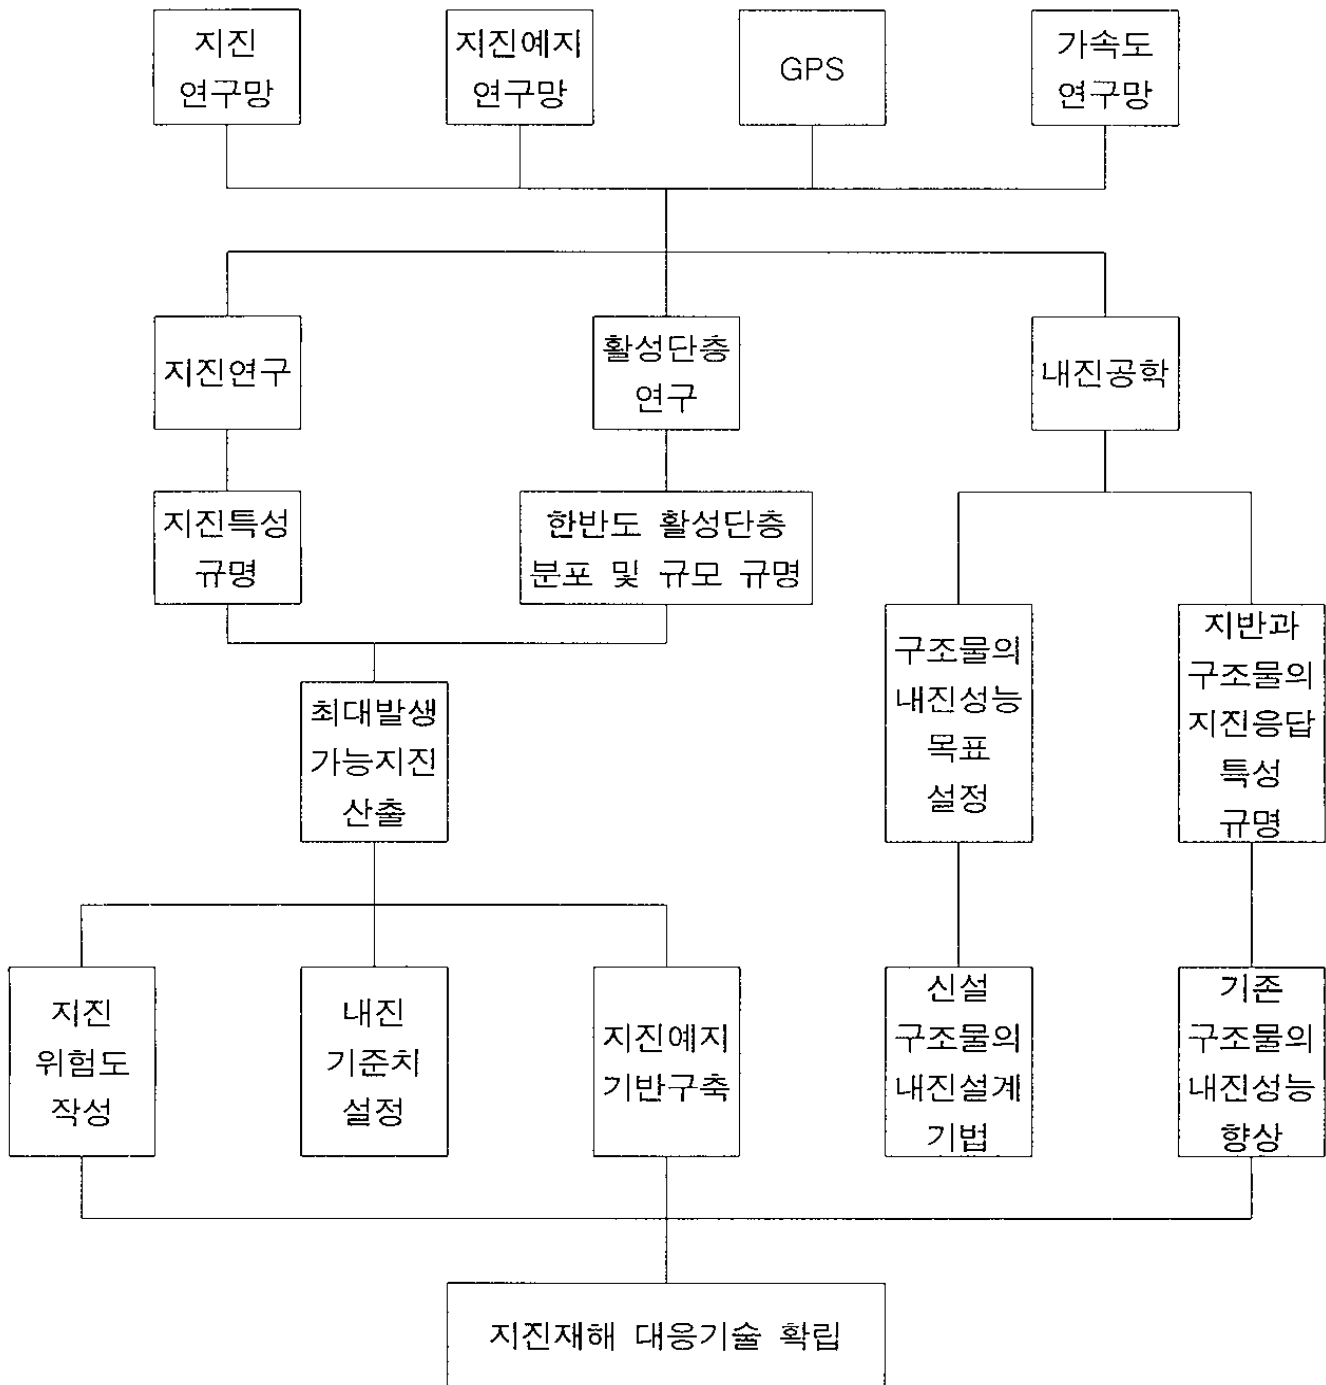 지진
연구망
지진예지
연구망
GPS
가속도
연구망
지진연구
활성단층
연구
내진공학
지진특성
규명
한반도 활성단층
분포 및 규모 규명
구조물의
내진성능
목표
설정
지반과
구조물의
지진응답
특성
규명
최대발생
가능지진
산출
지진
위험도
작성
내진
기준치
설정
지진예지
기반구축
신설
구조물의
내진설계
기법
기존
구조물의
내진성능
향상
지진재해 대응기술 확립